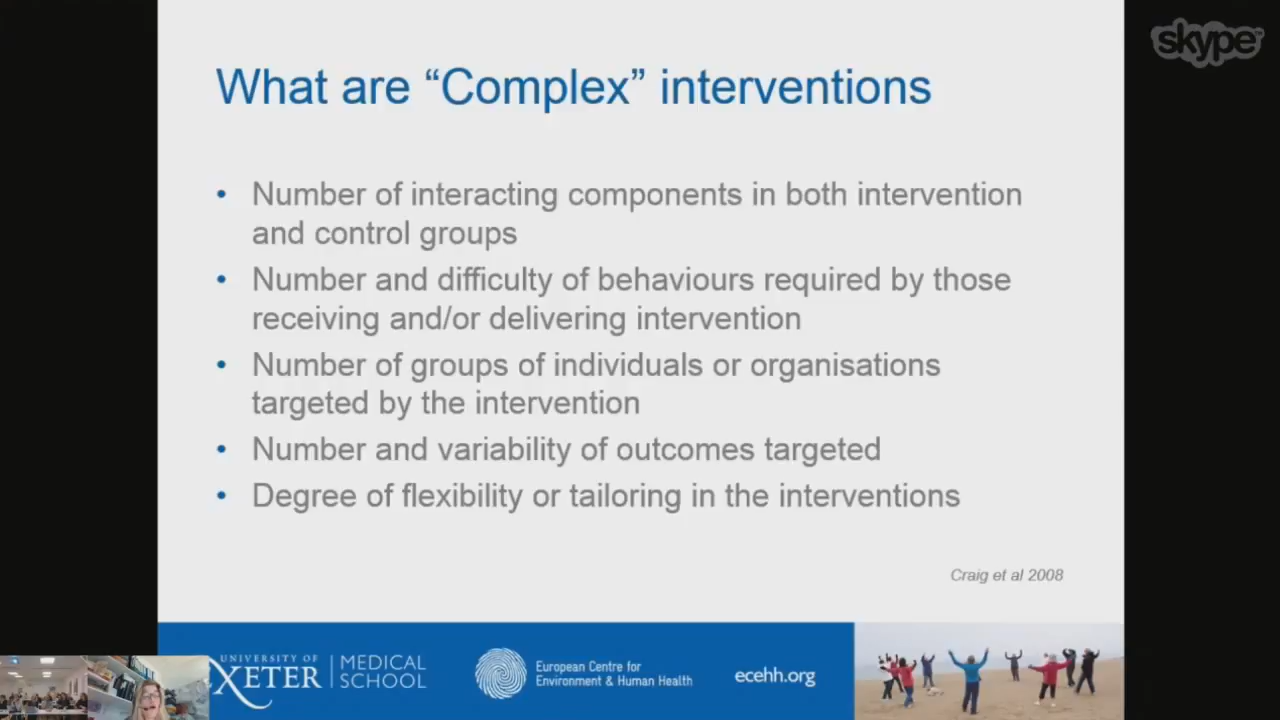 skype
What are “Complex” interventions
• Number of interacting components in both intervention
and control groups
• Number and difficulty of behaviours required by those
receiving and/or delivering intervention
• Number of groups of individuals or organisations
targeted by the intervention
• Number and variability of outcomes targeted
• Degree of flexibility or tailoring in the interventions
Craig et al 2008
UNIVERSITY OF
EXETER
MEDICAL
SCHOOL
European Centre for
Environment & Human Health
ecehh.org